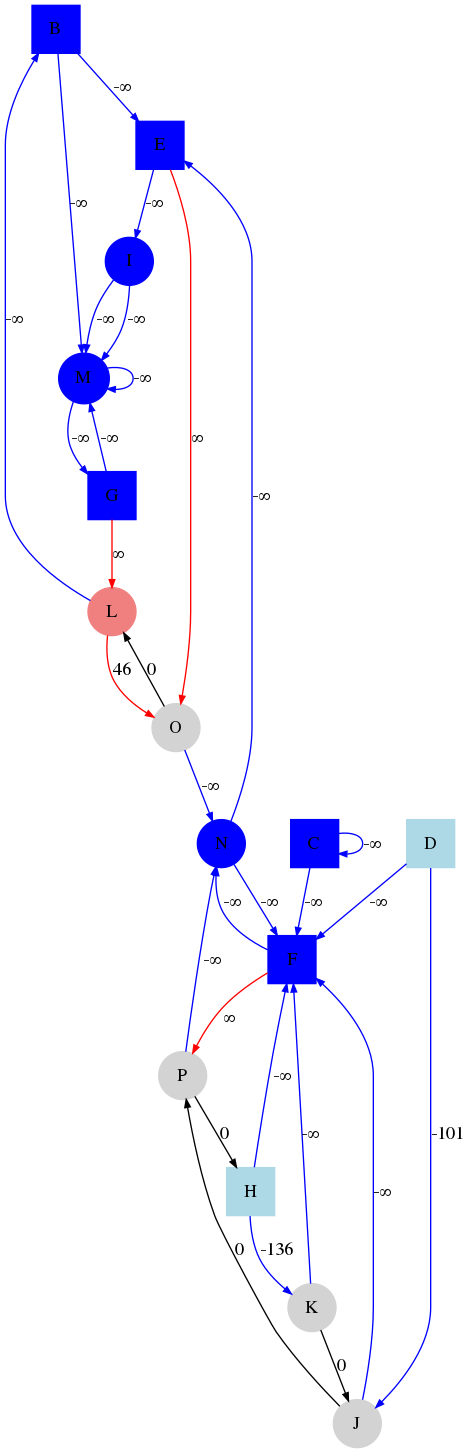 B
-∞
E
-∞ -∞
I
-∞ -∞ -∞
M -∞
-∞ -∞ ∞
G
-∞
∞
L
46 0
O
-∞
N C -∞ D
-∞ -∞ -∞ -∞
F
-∞ ∞
P
0 -∞ -∞ -101
H
-∞
0 -136
K
0
J